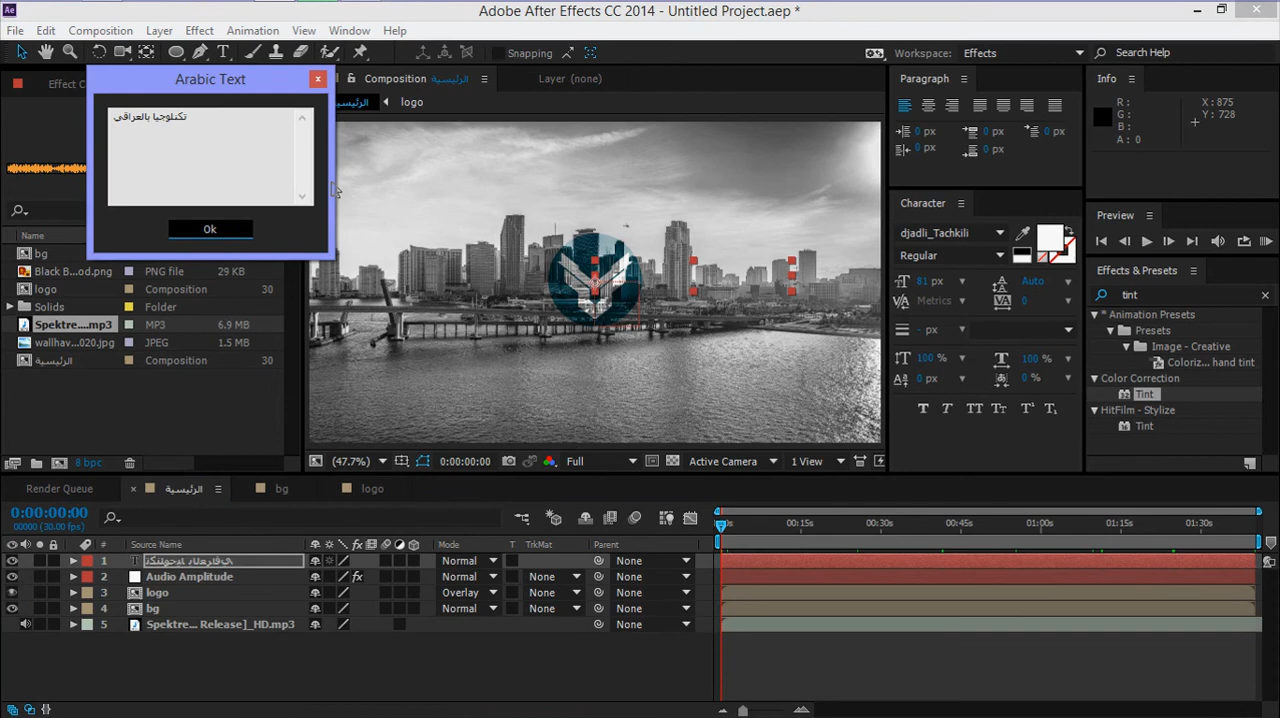 Adobe After Effects CC 2014 - Untitled Project.aep *
File Edit Composition Layer Effect Animation View Window Help
Snapping
Workspace: Effects
Search Help
Effect C
Composition الرئيسية
Layer (none)
الرئيسية logo
Arabic Text
تكنلوجيا بالعراقي
Ok
Name
bg
Black B...od.png PNG file 29 KB
logo Composition 30
Solids Folder
Spektre....mp3 MP3 6.9 MB
wallhav...020.jpg JPEG 1.5 MB
الرئيسية Composition 30
8 bpc
(47.7%) 0:00:00:00 Full Active Camera 1 View
Paragraph
0 px 0 px 0 px
0 px 0 px
Character
djadli_Tachkili
Regular
81 px Auto
Metrics 0
- px
100 % 100 %
0 px 0 %
T T TT Tт T¹ T₁
Info
R : X : 875
G : Y : 728
B :
A : 0
Preview
Effects & Presets
tint
* Animation Presets
Presets
Image - Creative
Coloriz... hand tint
Color Correction
Tint
HitFilm - Stylize
Tint
Render Queue الرئيسية bg logo
0:00:00:00
00000 (30.00 fps)
00:15s 00:30s 00:45s 01:00s 01:15s 01:30s
# Source Name Mode T TrkMat Parent
1 Normal None
2 Audio Amplitude Normal None None
3 logo Overlay None None
4 bg Normal None None
5 Spektre... Release]_HD.mp3 None